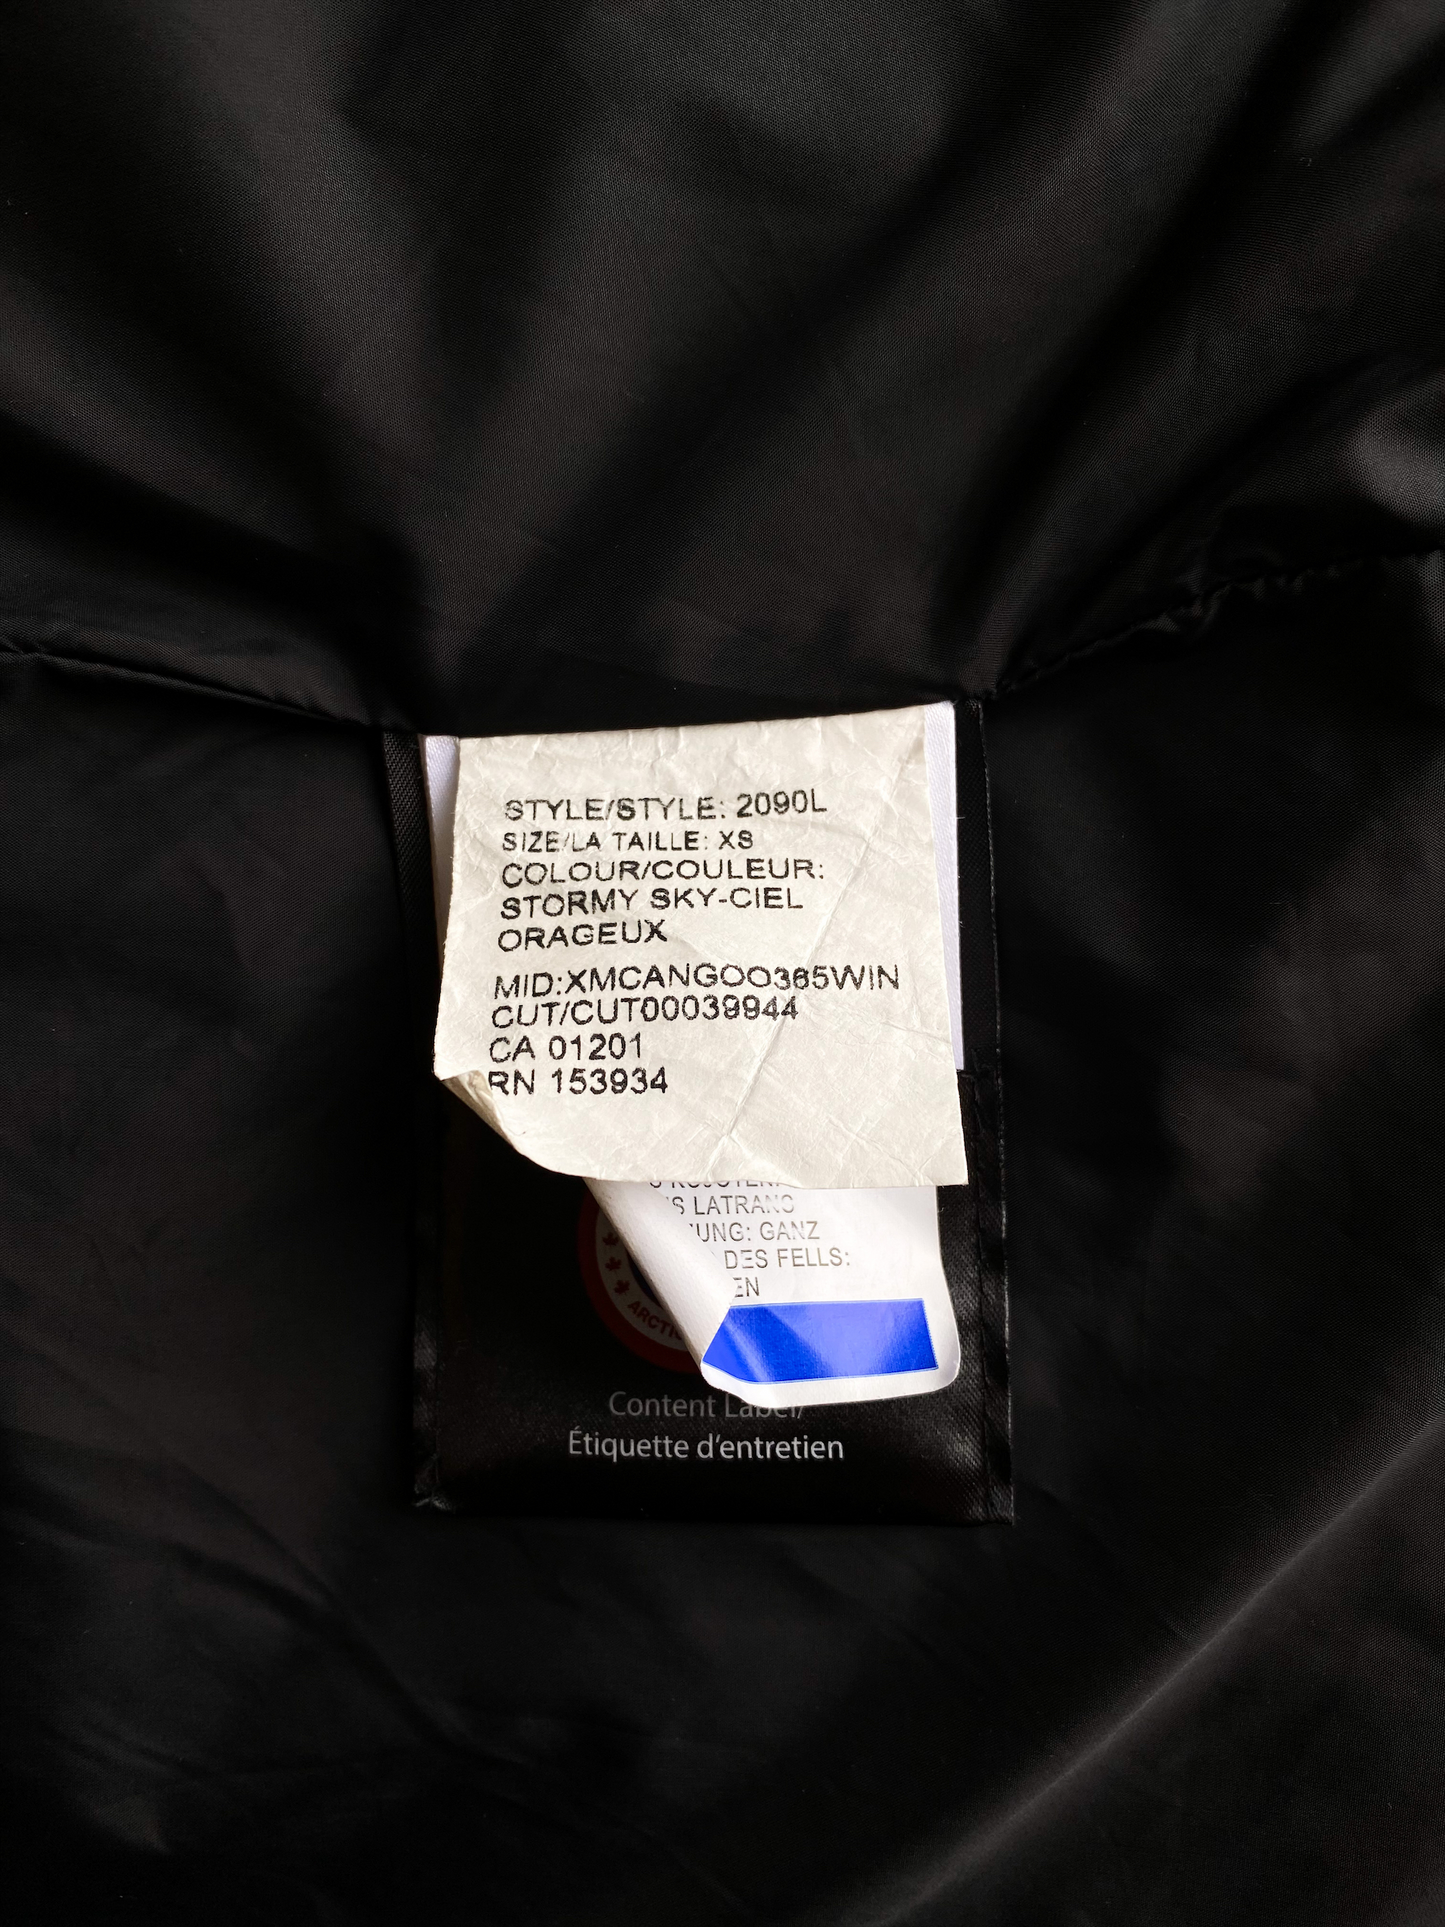 STYLE/STYLE: 2090L
SIZE/LA TAILLE: XS
COLOUR/COULEUR:
STORMY SKY-CIEL
ORAGEUX
MID:XMCANGOO365WIN
CUT/CUT00039944
CA 01201
RN 153934
LATRANS
UNG: GANZ
DES FELLS:
EN
ARCTIC
Content Label/
Étiquette d'entretien